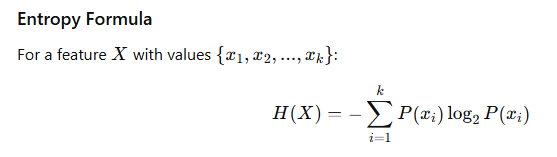 Entropy Formula
For a feature X with values {x₁, x₂, ..., xₖ}:
H(X) = − ∑ᵢ₌₁ᵏ P(xᵢ) log₂ P(xᵢ)